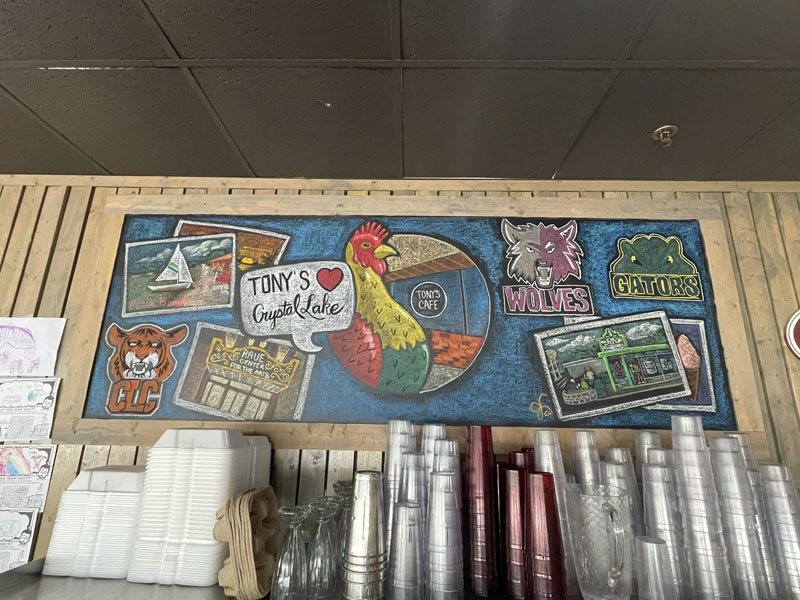 TONY'S
Crystal Lake
TONY'S
CAFE
WOLVES
GATORS
CLC
RAUE
CENTER
FOR THE ARTS